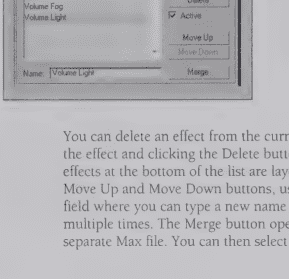 Delete
Volume Fog
Volume Light
Active
Move Up
Move Down
Name: Volume Light
Merge
You can delete an effect from the curr
the effect and clicking the Delete butt
effects at the bottom of the list are lay
Move Up and Move Down buttons, us
field where you can type a new name
multiple times. The Merge button ope
separate Max file. You can then select